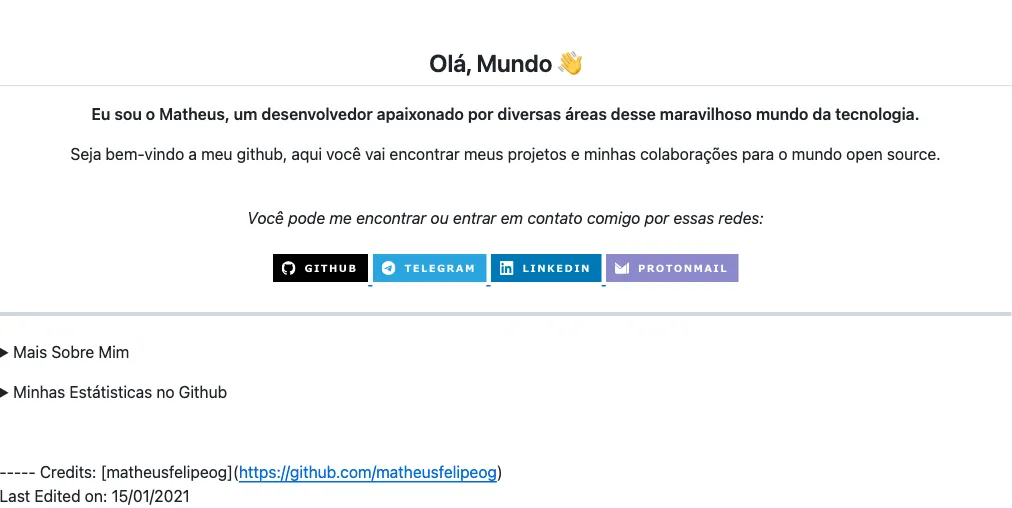 Olá, Mundo 👋
Eu sou o Matheus, um desenvolvedor apaixonado por diversas áreas desse maravilhoso mundo da tecnologia.
Seja bem-vindo a meu github, aqui você vai encontrar meus projetos e minhas colaborações para o mundo open source.
Você pode me encontrar ou entrar em contato comigo por essas redes:
GITHUB TELEGRAM LINKEDIN PROTONMAIL
Mais Sobre Mim
Minhas Estátisticas no Github
----- Credits: [matheusfelipeog](https://github.com/matheusfelipeog)
Last Edited on: 15/01/2021